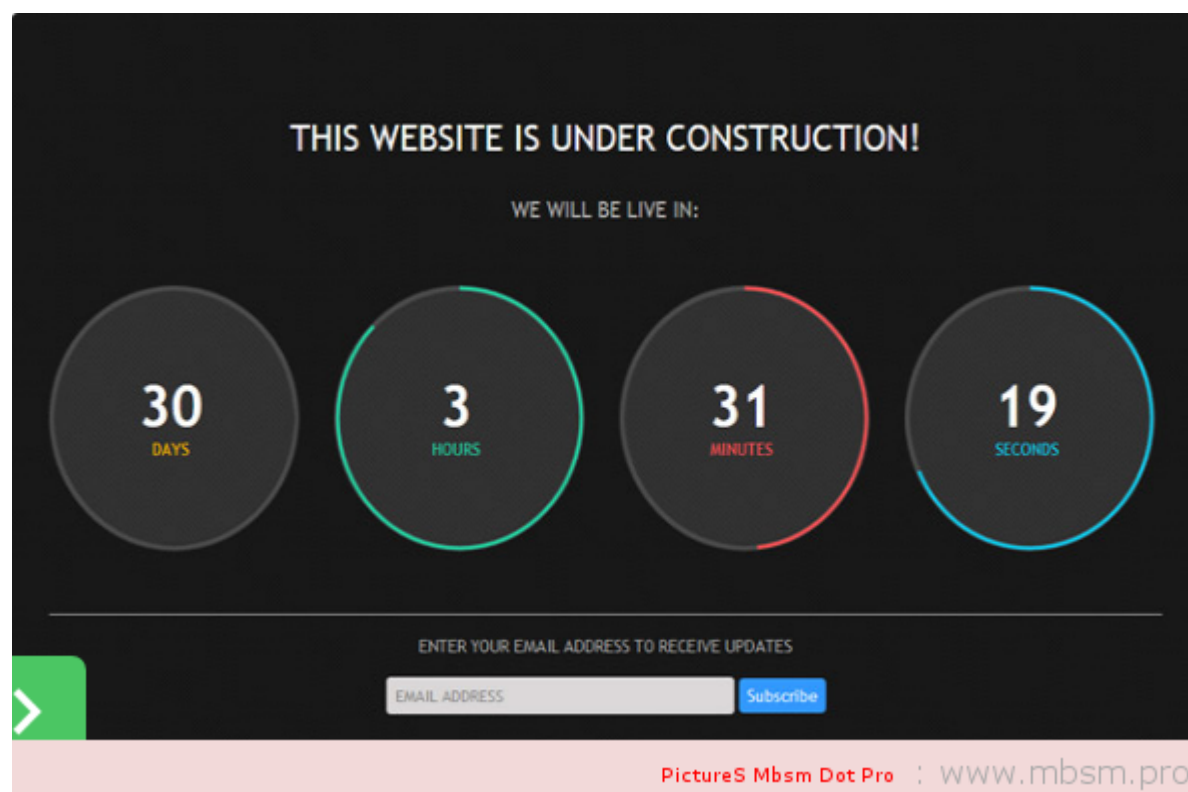 THIS WEBSITE IS UNDER CONSTRUCTION!
WE WILL BE LIVE IN:
30 3 31 19
DAYS HOURS MINUTES SECONDS
ENTER YOUR EMAIL ADDRESS TO RECEIVE UPDATES
EMAIL ADDRESS Subscribe
PictureS Mbsm Dot Pro : www.mbsm.pro